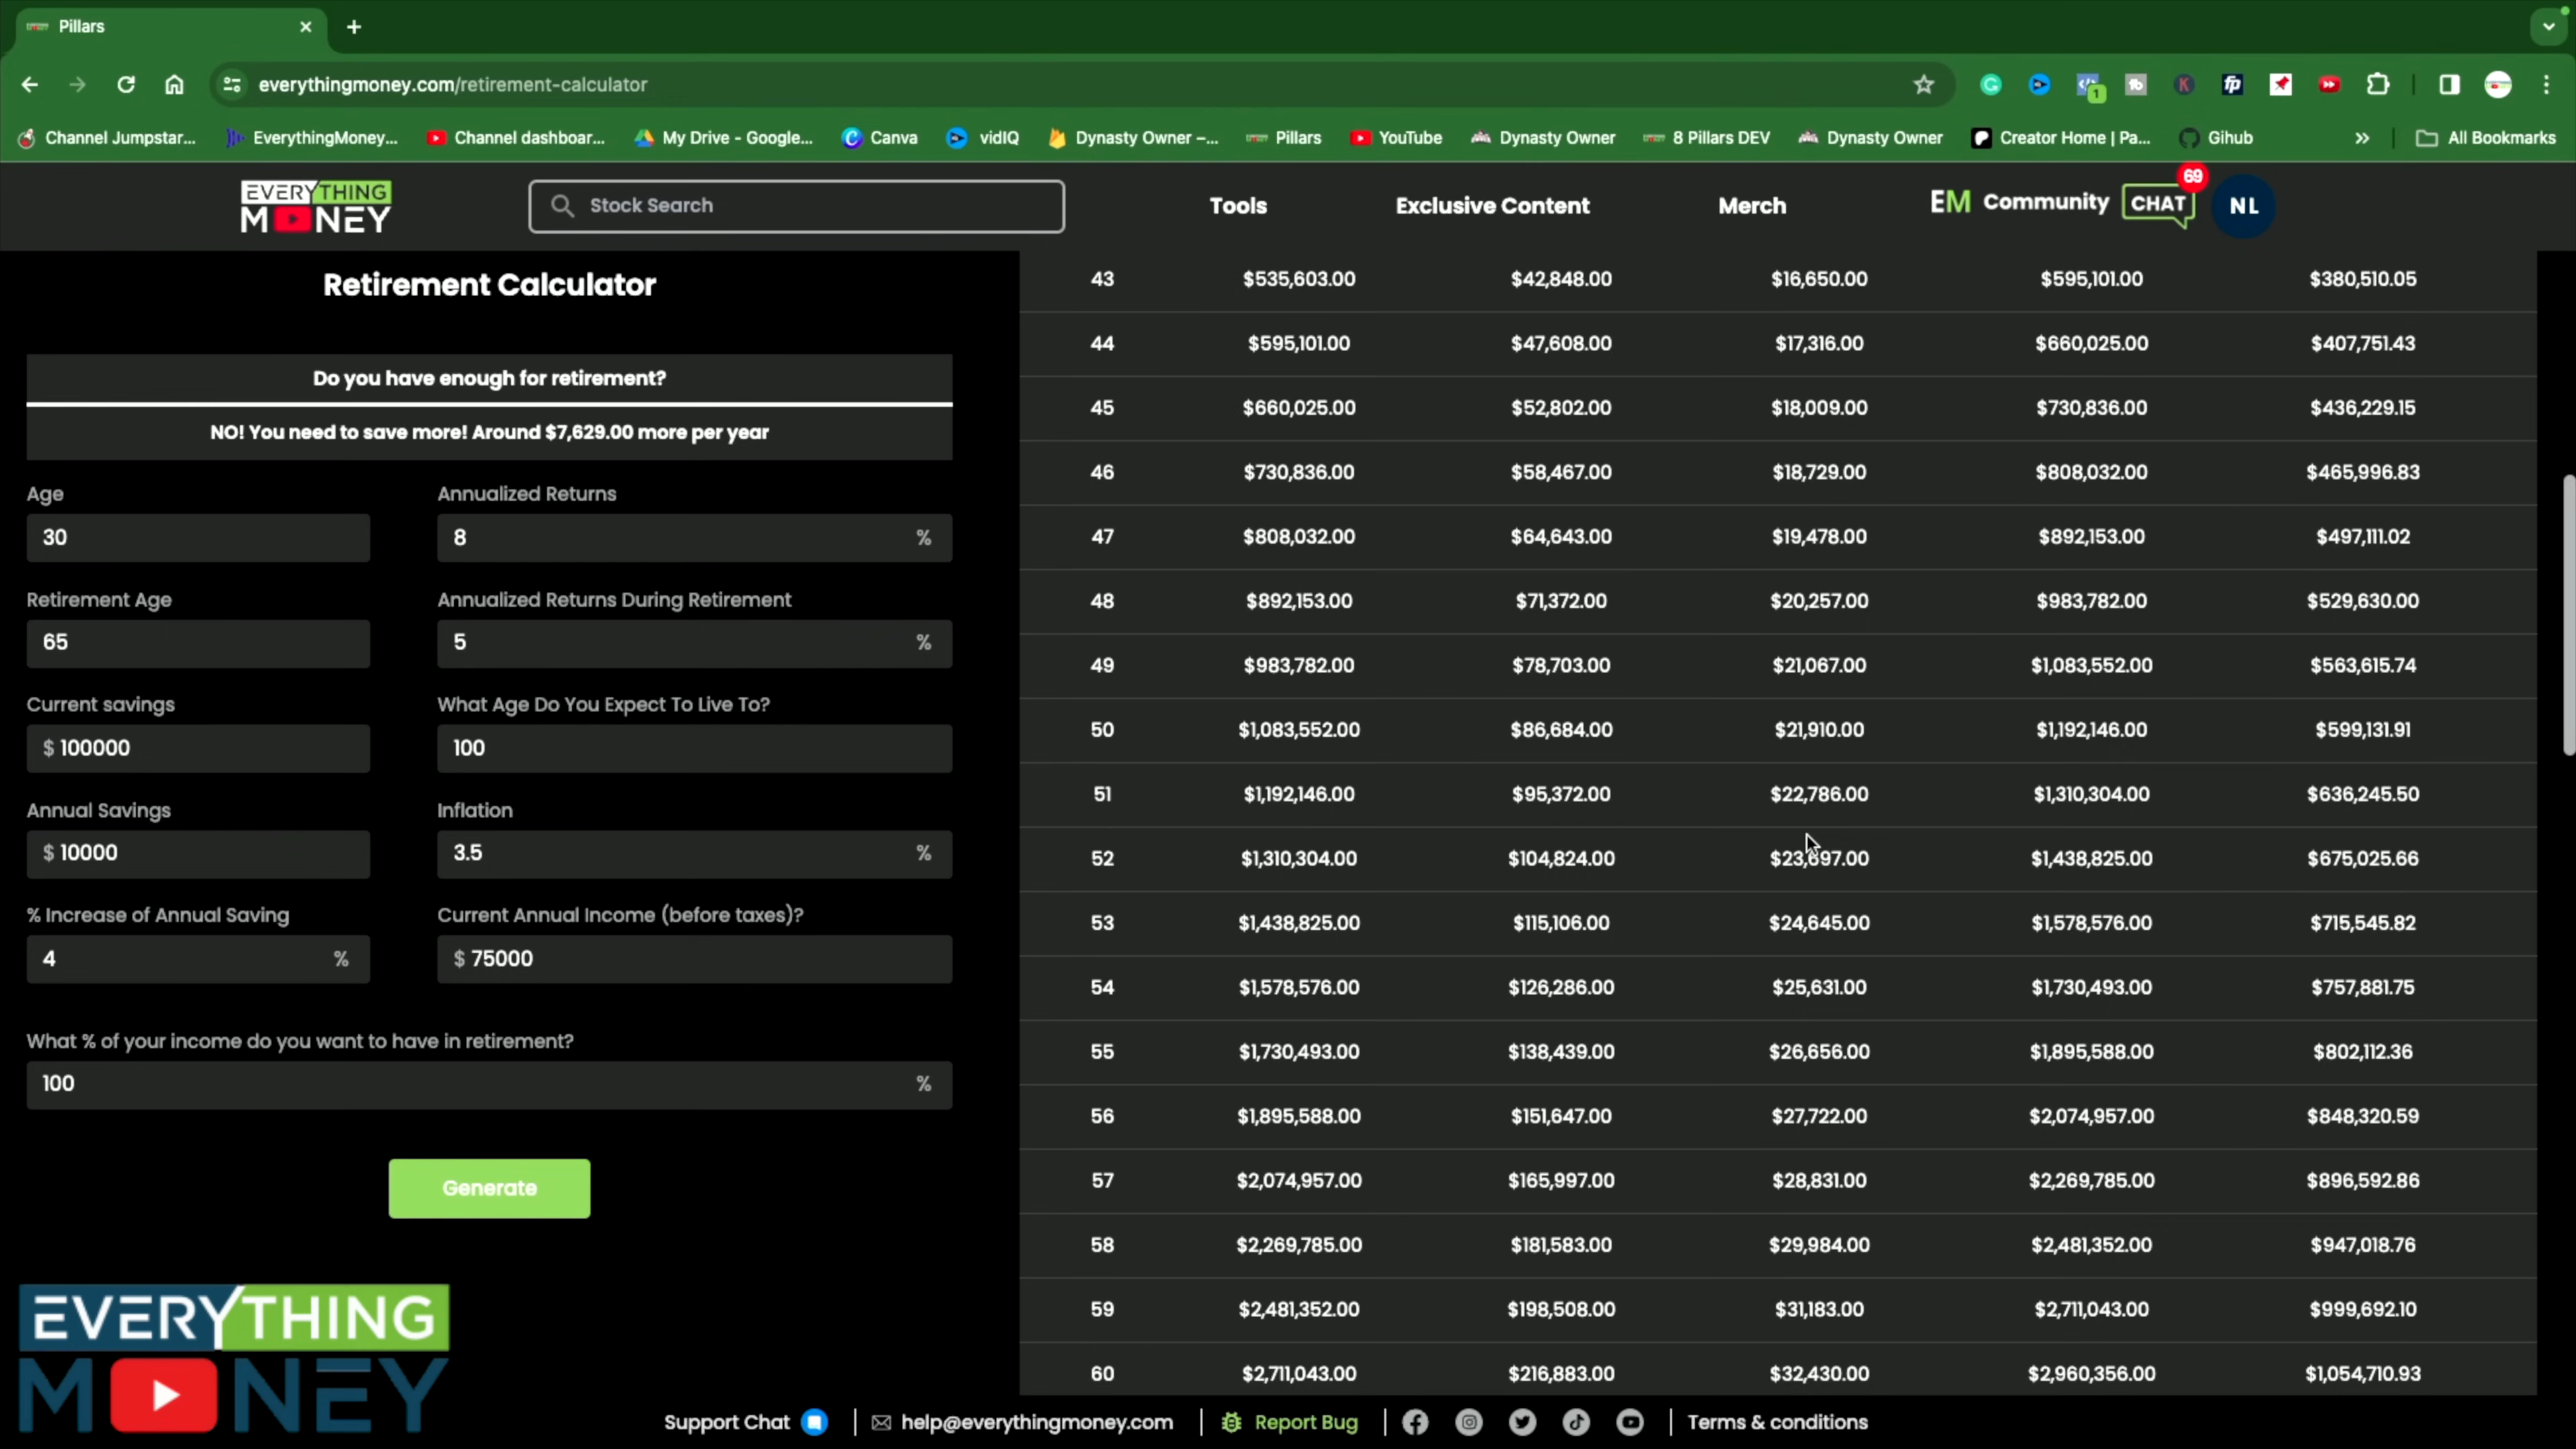 Pillars
everythingmoney.com/retirement-calculator
Channel Jumpstar... EverythingMoney... Channel dashboar... My Drive - Google... Canva vidIQ Dynasty Owner –... Pillars YouTube Dynasty Owner 8 Pillars DEV Dynasty Owner Creator Home | Pa... Gihub » All Bookmarks
EVERYTHING MONEY
Stock Search
Tools Exclusive Content Merch EM Community CHAT 69 NL
Retirement Calculator
Do you have enough for retirement?
NO! You need to save more! Around $7,629.00 more per year
Age Annualized Returns
30 8 %
Retirement Age Annualized Returns During Retirement
65 5 %
Current savings What Age Do You Expect To Live To?
$ 100000 100
Annual Savings Inflation
$ 10000 3.5 %
% Increase of Annual Saving Current Annual Income (before taxes)?
4 % $ 75000
What % of your income do you want to have in retirement?
100 %
Generate
43 $535,603.00 $42,848.00 $16,650.00 $595,101.00 $380,510.05
44 $595,101.00 $47,608.00 $17,316.00 $660,025.00 $407,751.43
45 $660,025.00 $52,802.00 $18,009.00 $730,836.00 $436,229.15
46 $730,836.00 $58,467.00 $18,729.00 $808,032.00 $465,996.83
47 $808,032.00 $64,643.00 $19,478.00 $892,153.00 $497,111.02
48 $892,153.00 $71,372.00 $20,257.00 $983,782.00 $529,630.00
49 $983,782.00 $78,703.00 $21,067.00 $1,083,552.00 $563,615.74
50 $1,083,552.00 $86,684.00 $21,910.00 $1,192,146.00 $599,131.91
51 $1,192,146.00 $95,372.00 $22,786.00 $1,310,304.00 $636,245.50
52 $1,310,304.00 $104,824.00 $23,697.00 $1,438,825.00 $675,025.66
53 $1,438,825.00 $115,106.00 $24,645.00 $1,578,576.00 $715,545.82
54 $1,578,576.00 $126,286.00 $25,631.00 $1,730,493.00 $757,881.75
55 $1,730,493.00 $138,439.00 $26,656.00 $1,895,588.00 $802,112.36
56 $1,895,588.00 $151,647.00 $27,722.00 $2,074,957.00 $848,320.59
57 $2,074,957.00 $165,997.00 $28,831.00 $2,269,785.00 $896,592.86
58 $2,269,785.00 $181,583.00 $29,984.00 $2,481,352.00 $947,018.76
59 $2,481,352.00 $198,508.00 $31,183.00 $2,711,043.00 $999,692.10
60 $2,711,043.00 $216,883.00 $32,430.00 $2,960,356.00 $1,054,710.93
EVERYTHING
MONEY
Support Chat help@everythingmoney.com Report Bug Terms & conditions